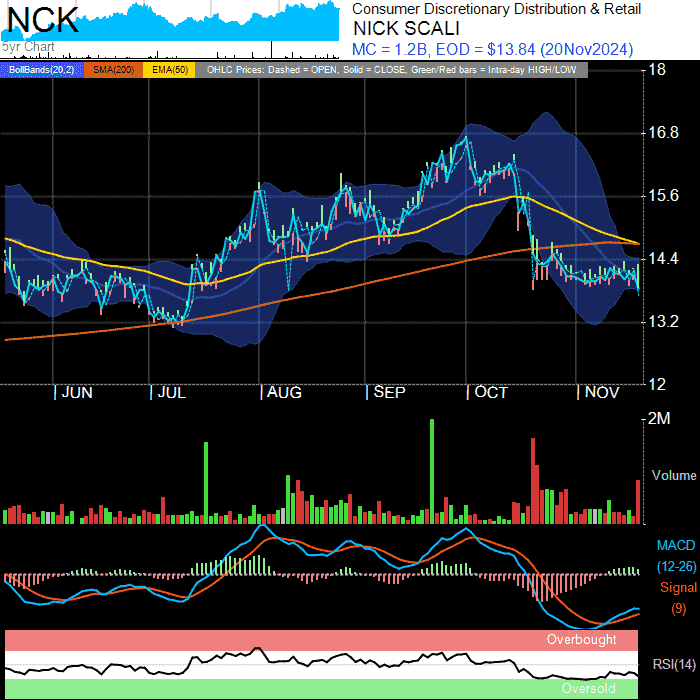 NCK
5yr Chart
Consumer Discretionary Distribution & Retail
NICK SCALI
MC = 1.2B, EOD = $13.84 (20Nov2024)
BollBands(20,2) SMA(200) EMA(50) OHLC Prices: Dashed = OPEN, Solid = CLOSE, Green/Red bars = Intra-day HIGH/LOW
18
16.8
15.6
14.4
13.2
12
| JUN | JUL | AUG | SEP | OCT | NOV
2M
Volume
MACD
(12-26)
Signal
(9)
Overbought
RSI(14)
Oversold